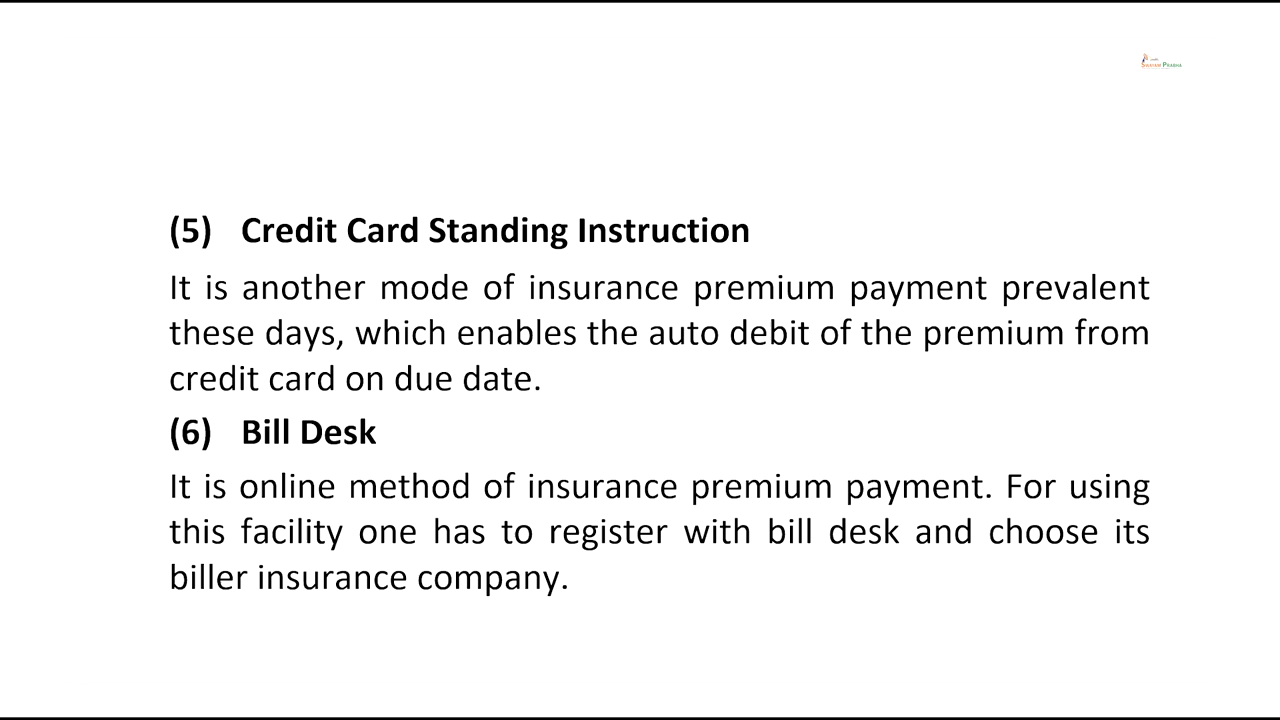 Swayam Prabha
(5) Credit Card Standing Instruction
It is another mode of insurance premium payment prevalent
these days, which enables the auto debit of the premium from
credit card on due date.
(6) Bill Desk
It is online method of insurance premium payment. For using
this facility one has to register with bill desk and choose its
biller insurance company.